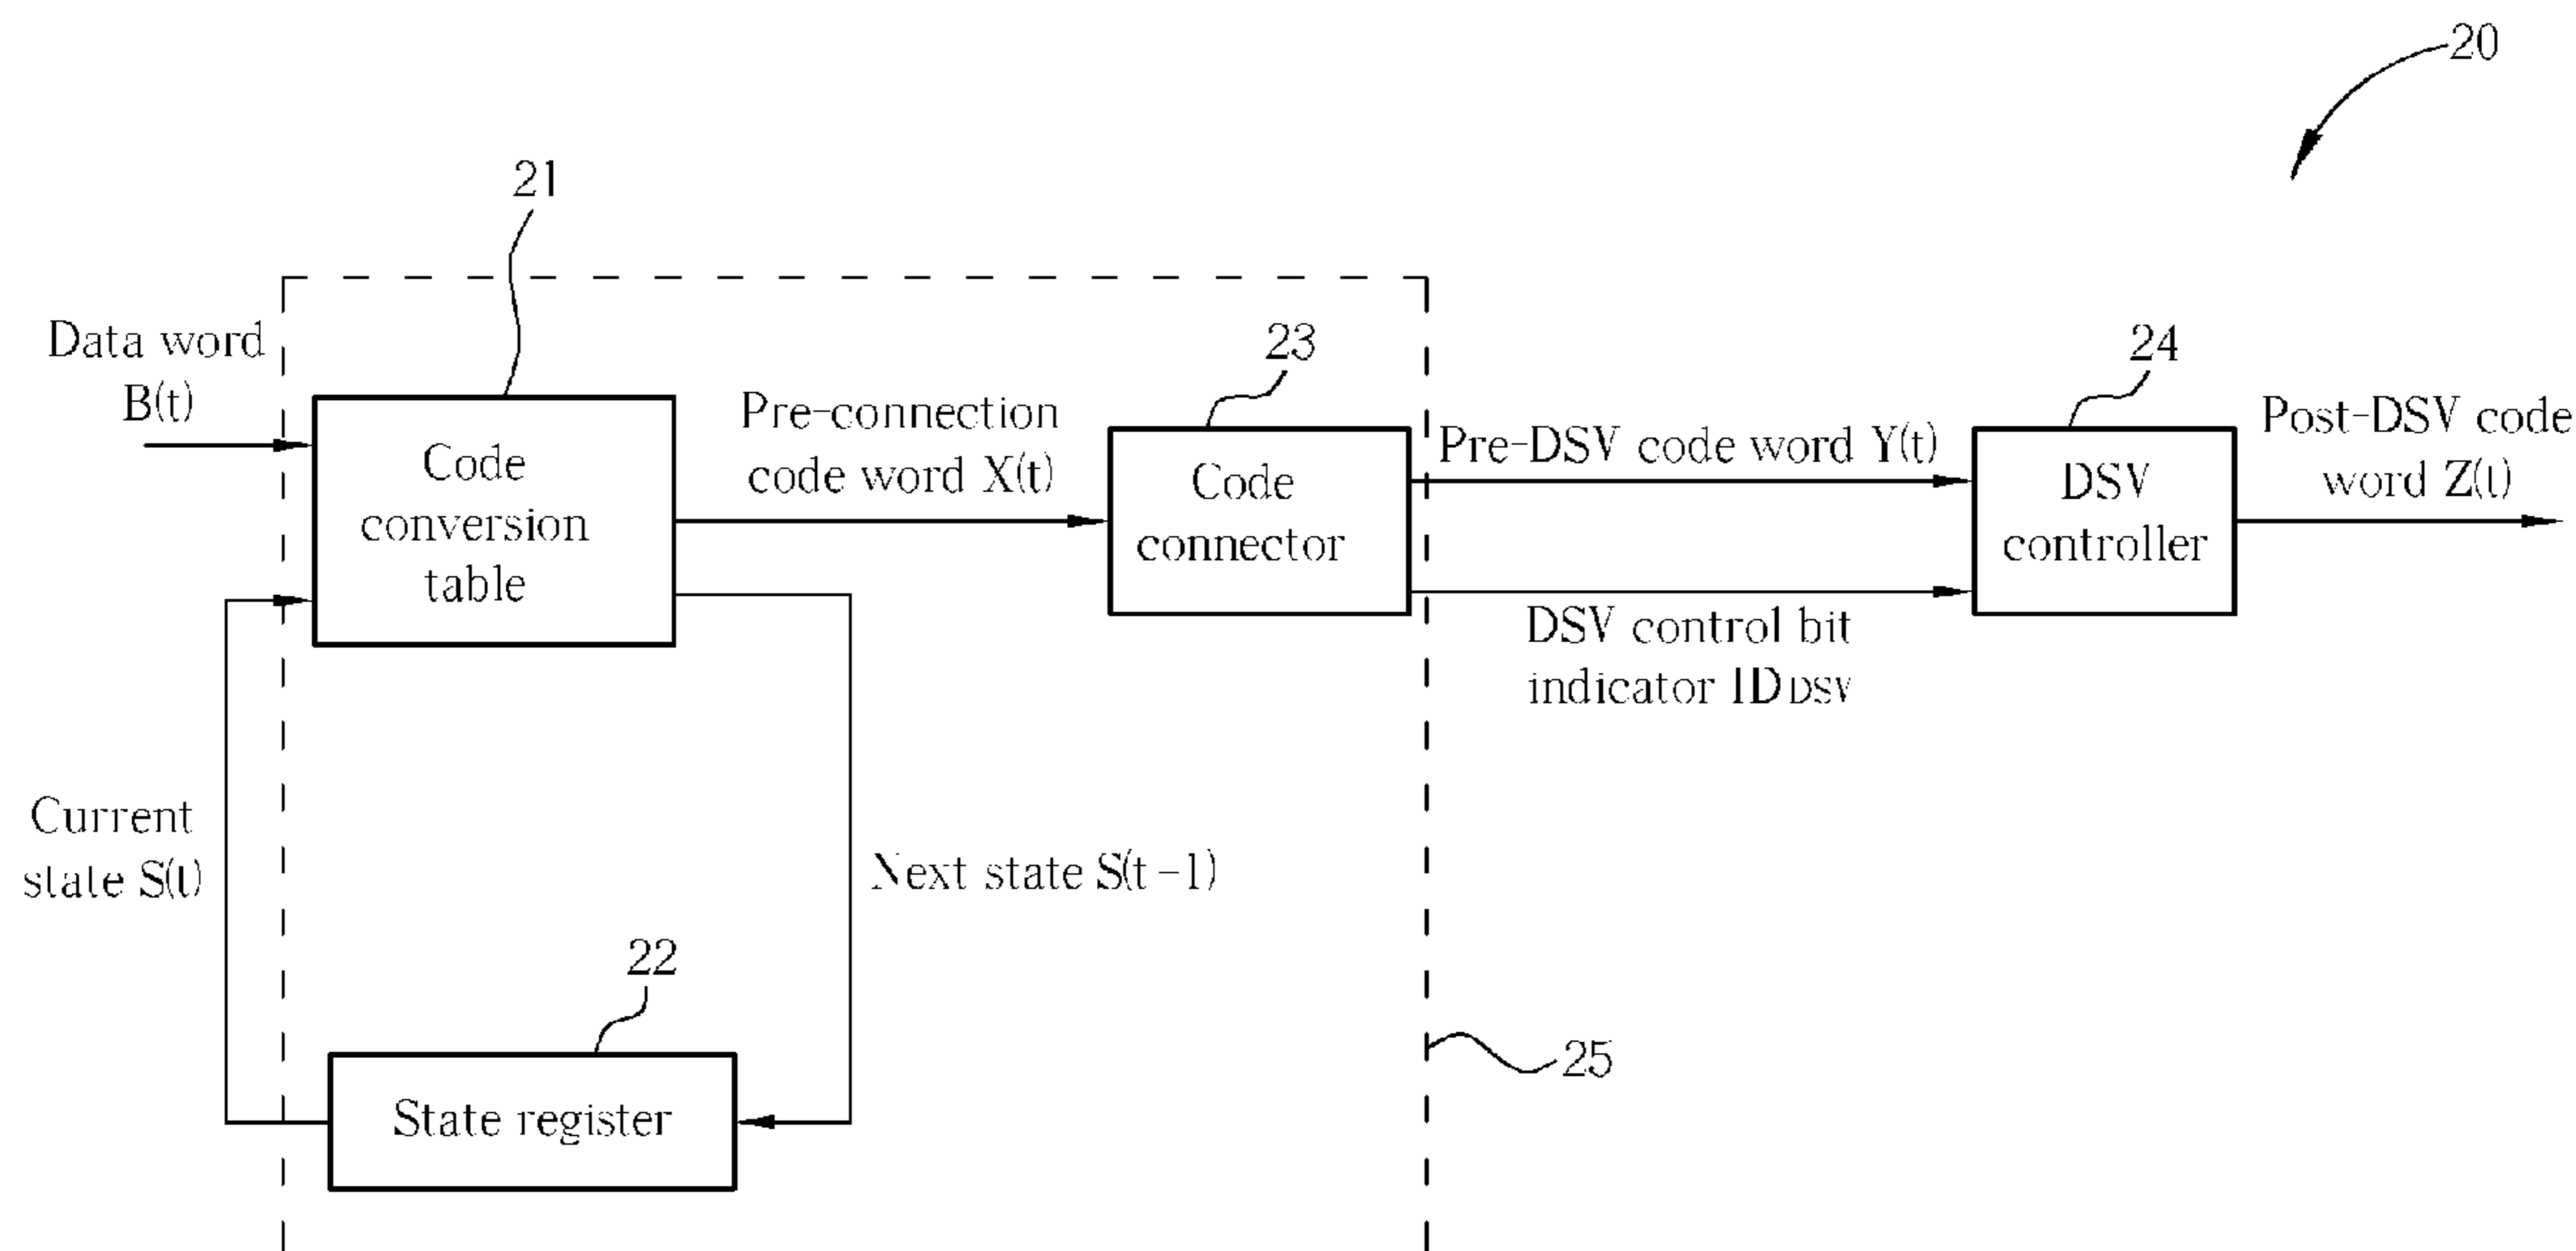 20
21
Data word
B(t)
23
24
Code
conversion
table
Pre-connection
code word X(t)
Code
connector
Pre-DSV code word Y(t)
DSV
controller
Post-DSV code
word Z(t)
DSV control bit
indicator IDDSV
Current
state S(t)
Next state S(t-1)
22
State register
25